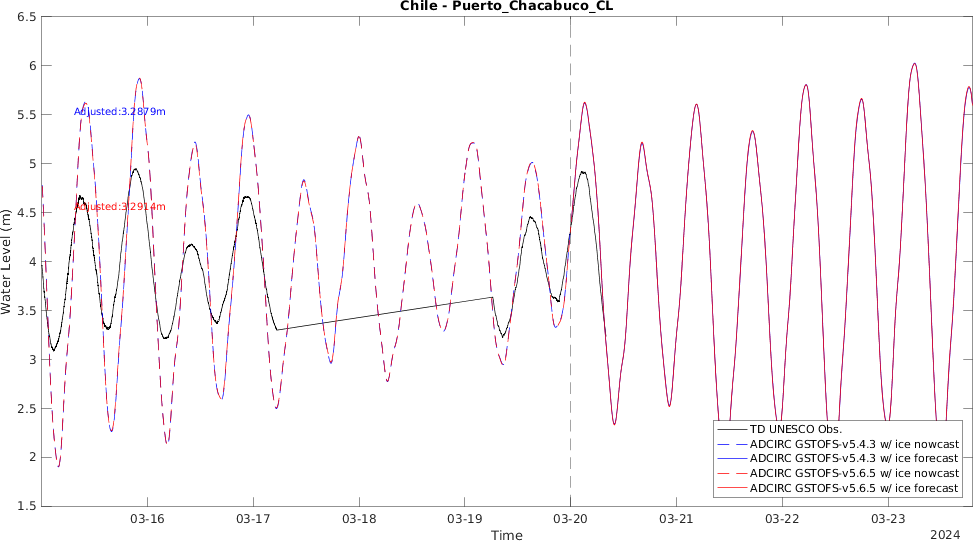 Chile - Puerto_Chacabuco_CL
6.5
6
5.5
5
4.5
4
3.5
3
2.5
2
1.5
Water Level (m)
Adjusted:3.2879m
Adjusted:3.2914m
TD UNESCO Obs.
ADCIRC GSTOFS-v5.4.3 w/ ice nowcast
ADCIRC GSTOFS-v5.4.3 w/ ice forecast
ADCIRC GSTOFS-v5.6.5 w/ ice nowcast
ADCIRC GSTOFS-v5.6.5 w/ ice forecast
03-16 03-17 03-18 03-19 03-20 03-21 03-22 03-23
Time
2024